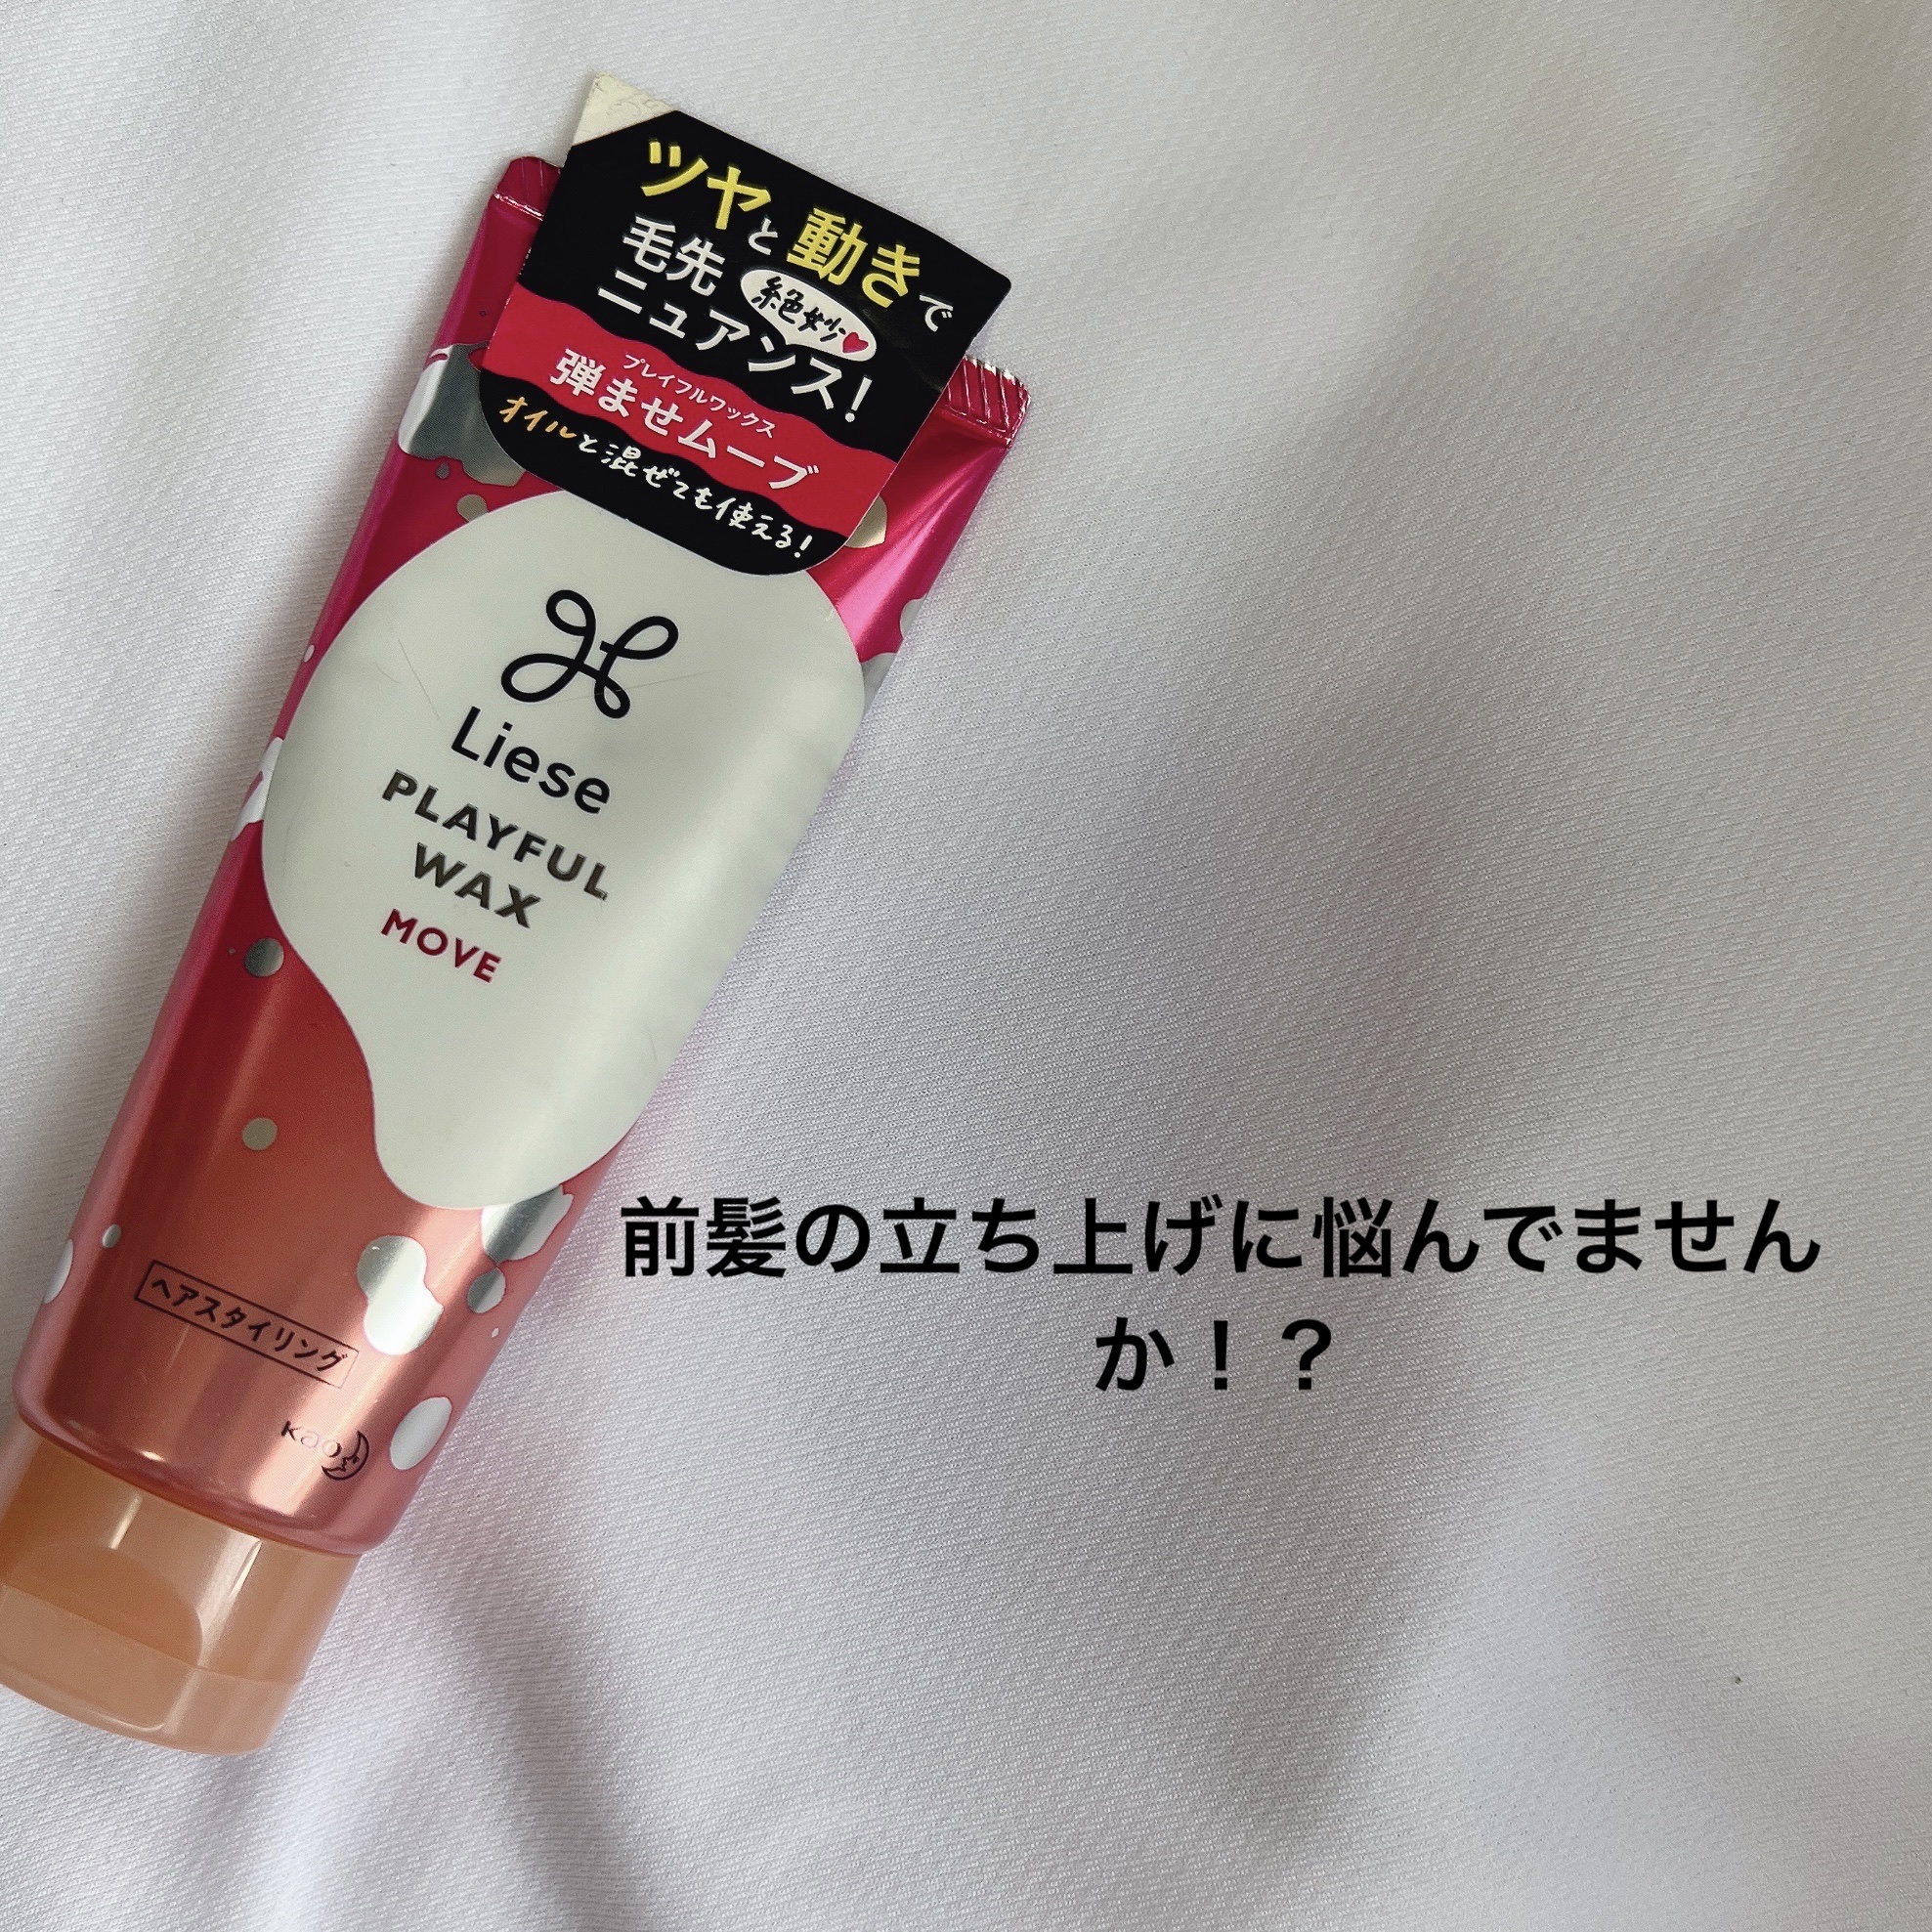 ツヤと動きで
毛先 絶妙
ニュアンス!
プレイフルワックス
弾ませムーブ
オイルと混ぜても使える!
Liese
PLAYFUL
WAX
MOVE
ヘアスタイリング
Kao
前髪の立ち上げに悩んでません
か！？